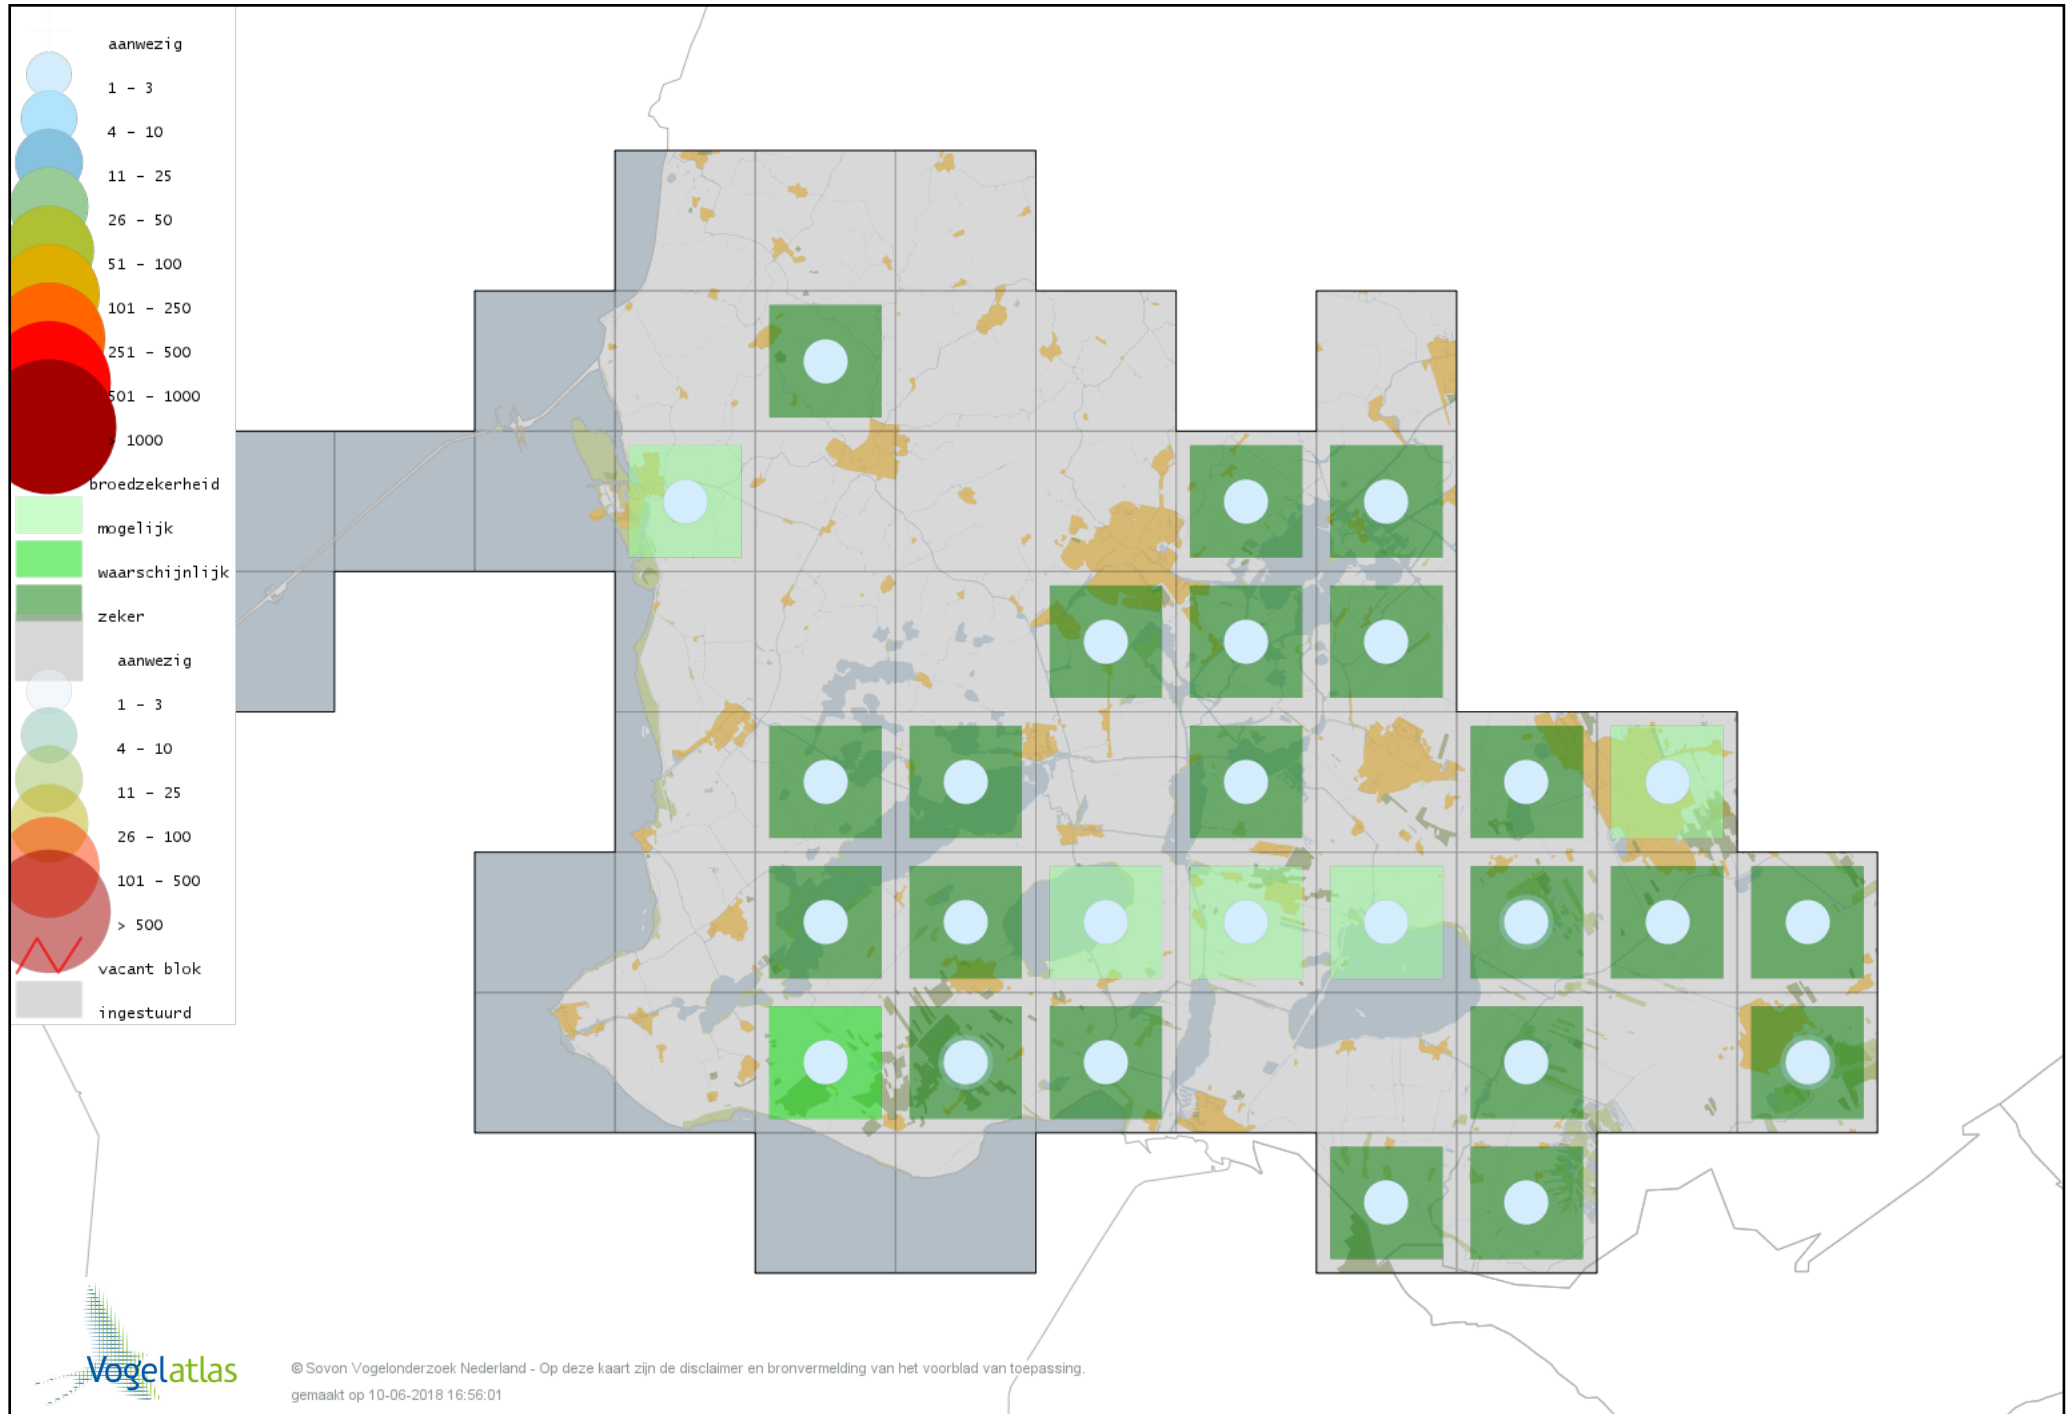 aanwezig
1 – 3
4 – 10
11 – 25
26 – 50
51 – 100
101 – 250
251 – 500
501 – 1000
> 1000
broedzekerheid
mogelijk
waarschijnlijk
zeker
aanwezig
1 – 3
4 – 10
11 – 25
26 – 100
101 – 500
> 500
vacant blok
ingestuurd
Vogelatlas
© Sovon Vogelonderzoek Nederland - Op deze kaart zijn de disclaimer en bronvermelding van het voorblad van toepassing.
gemaakt op 10-06-2018 16:56:01